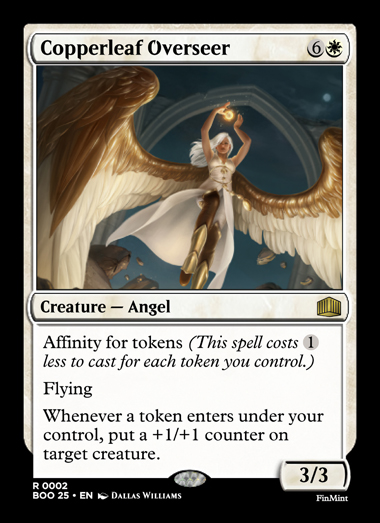 Copperleaf Overseer 6
Creature — Angel
Affinity for tokens (This spell costs 1
less to cast for each token you control.)
Flying
Whenever a token enters under your
control, put a +1/+1 counter on
target creature.
3/3
R 0002
BOO 25 • EN DALLAS WILLIAMS
FinMint